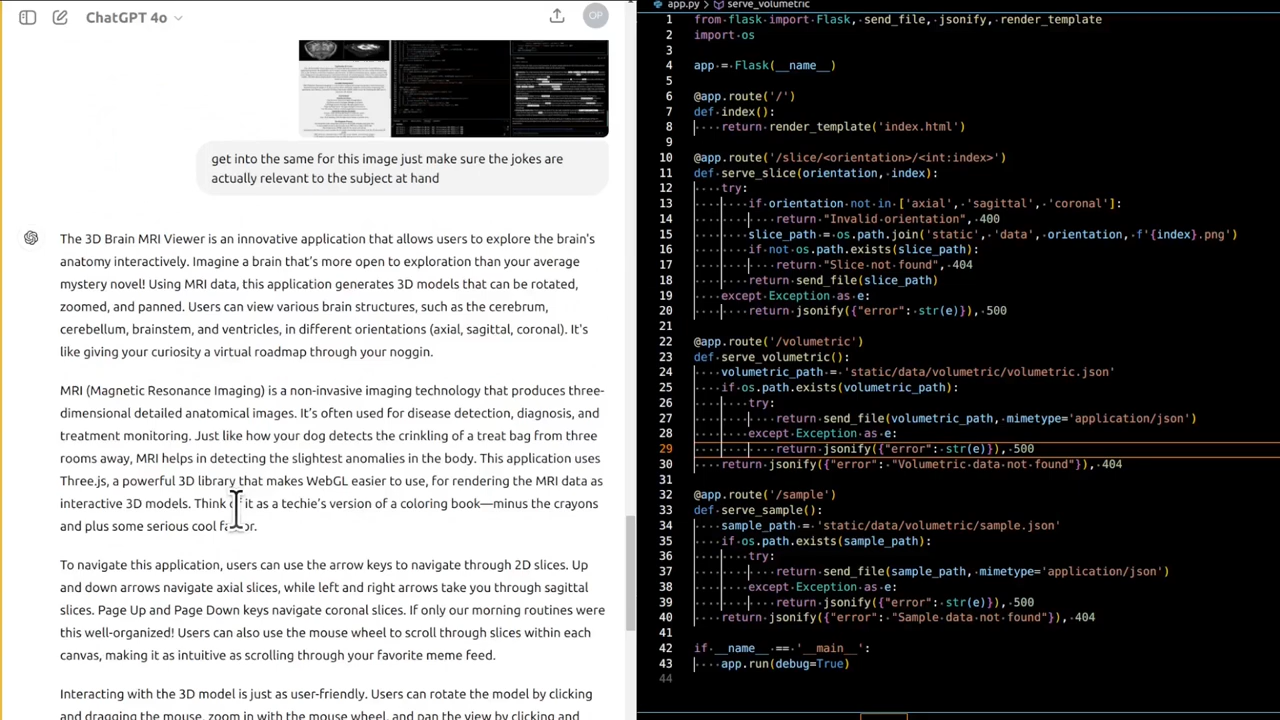 ChatGPT 4o
OP
get into the same for this image just make sure the jokes are
actually relevant to the subject at hand
The 3D Brain MRI Viewer is an innovative application that allows users to explore the brain's
anatomy interactively. Imagine a brain that's more open to exploration than your average
mystery novel! Using MRI data, this application generates 3D models that can be rotated,
zoomed, and panned. Users can view various brain structures, such as the cerebrum,
cerebellum, brainstem, and ventricles, in different orientations (axial, sagittal, coronal). It's
like giving your curiosity a virtual roadmap through your noggin.
MRI (Magnetic Resonance Imaging) is a non-invasive imaging technology that produces three-
dimensional detailed anatomical images. It's often used for disease detection, diagnosis, and
treatment monitoring. Just like how your dog detects the crinkling of a treat bag from three
rooms away, MRIs help in detecting the slightest anomalies in the body. This application uses
Three.js, a powerful 3D library that makes WebGL easier to use, for rendering the MRI data as
interactive 3D models. Think of it as a techie's version of a coloring book—minus the crayons
and plus some serious cool factor.
To navigate this application, users can use the arrow keys to navigate through 2D slices. Up
and down arrows navigate axial slices, while left and right arrows take you through sagittal
slices. Page Up and Page Down keys navigate coronal slices. If only our morning routines were
this well-organized! Users can also use the mouse wheel to scroll through slices within each
canvas, making it as intuitive as scrolling through your favorite meme feed.
Interacting with the 3D model is just as user-friendly. Users can rotate the model by clicking
and dragging the mouse, zoom in with the mouse wheel, and pan the view by clicking and
app.py > serve_volumetric
1 from flask import Flask, send_file, jsonify, render_template
2 import os
3
4 app = Flask(__name__)
5
6 @app.route('/')
7 def index():
8 return render_template('index.html')
9
10 @app.route('/slice/<orientation>/<int:index>')
11 def serve_slice(orientation, index):
12 try:
13 if orientation not in ['axial', 'sagittal', 'coronal']:
14 return "Invalid orientation", 400
15 slice_path = os.path.join('static', 'data', orientation, f'{index}.png')
16 if not os.path.exists(slice_path):
17 return "Slice not found", 404
18 return send_file(slice_path)
19 except Exception as e:
20 return jsonify({"error": str(e)}), 500
21
22 @app.route('/volumetric')
23 def serve_volumetric():
24 volumetric_path = 'static/data/volumetric/volumetric.json'
25 if os.path.exists(volumetric_path):
26 try:
27 return send_file(volumetric_path, mimetype='application/json')
28 except Exception as e:
29 return jsonify({"error": str(e)}), 500
30 return jsonify({"error": "Volumetric data not found"}), 404
31
32 @app.route('/sample')
33 def serve_sample():
34 sample_path = 'static/data/volumetric/sample.json'
35 if os.path.exists(sample_path):
36 try:
37 return send_file(sample_path, mimetype='application/json')
38 except Exception as e:
39 return jsonify({"error": str(e)}), 500
40 return jsonify({"error": "Sample data not found"}), 404
41
42 if __name__ == '__main__':
43 app.run(debug=True)
44